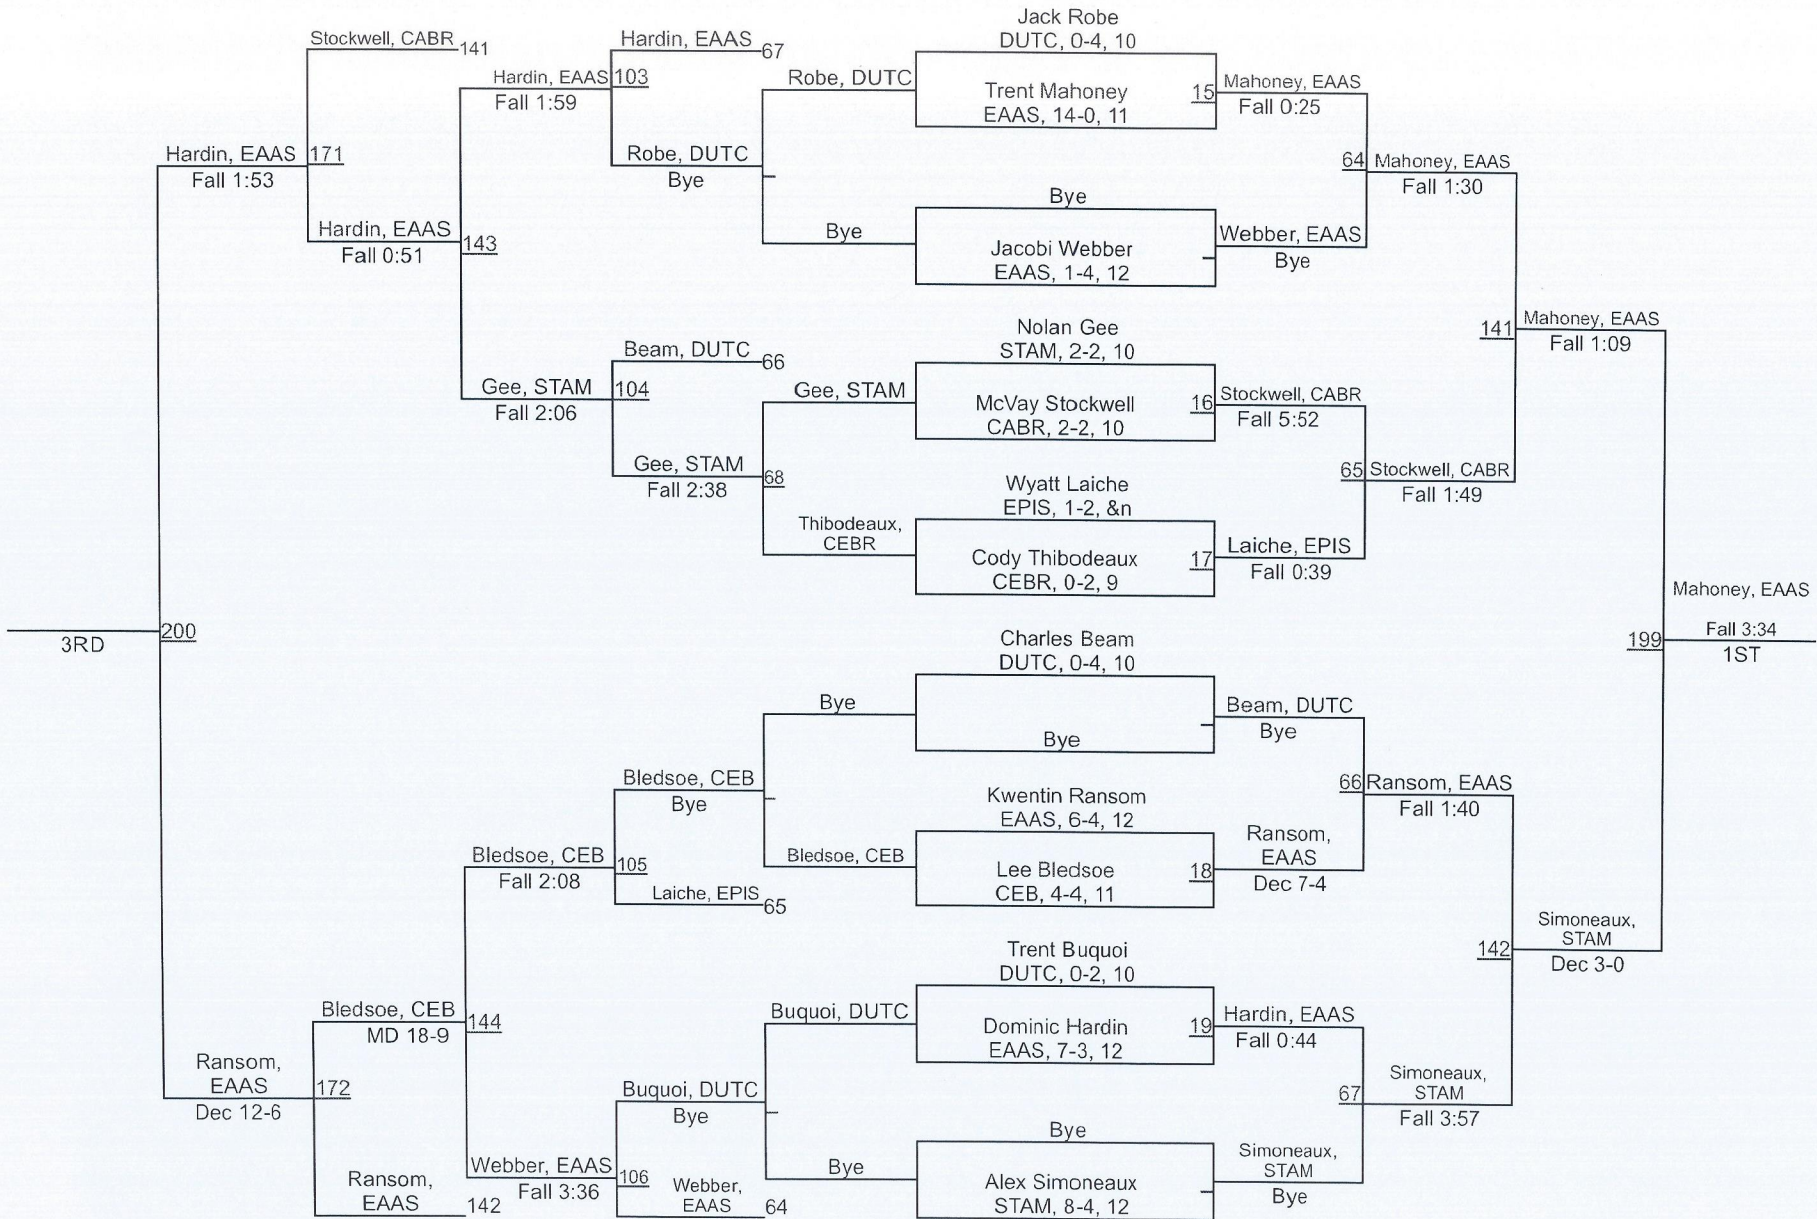 Jack Robe
DUTC, 0-4, 10
Trent Mahoney
EAAS, 14-0, 11
15
Mahoney, EAAS
Fall 0:25
Bye
Jacobi Webber
EAAS, 1-4, 12
Webber, EAAS
Bye
64
Mahoney, EAAS
Fall 1:30
Nolan Gee
STAM, 2-2, 10
McVay Stockwell
CABR, 2-2, 10
16
Stockwell, CABR
Fall 5:52
Wyatt Laiche
EPIS, 1-2, &n
Cody Thibodeaux
CEBR, 0-2, 9
17
Laiche, EPIS
Fall 0:39
65
Stockwell, CABR
Fall 1:49
141
Mahoney, EAAS
Fall 1:09
Charles Beam
DUTC, 0-4, 10
Bye
Beam, DUTC
Bye
Kwentin Ransom
EAAS, 6-4, 12
Lee Bledsoe
CEB, 4-4, 11
18
Ransom,
EAAS
Dec 7-4
66
Ransom, EAAS
Fall 1:40
Trent Buquoi
DUTC, 0-2, 10
Dominic Hardin
EAAS, 7-3, 12
19
Hardin, EAAS
Fall 0:44
Bye
Alex Simoneaux
STAM, 8-4, 12
Simoneaux,
STAM
Bye
67
Simoneaux,
STAM
Fall 3:57
142
Simoneaux,
STAM
Dec 3-0
199
Mahoney, EAAS
Fall 3:34
1ST
Robe, DUTC
Bye
Hardin, EAAS
67
Robe, DUTC
Bye
103
Hardin, EAAS
Fall 1:59
Gee, STAM
Thibodeaux,
CEBR
Beam, DUTC
66
68
Gee, STAM
Fall 2:38
104
Gee, STAM
Fall 2:06
143
Hardin, EAAS
Fall 0:51
Stockwell, CABR
141
171
Hardin, EAAS
Fall 1:53
Bye
Bledsoe, CEB
Bledsoe, CEB
Bye
Laiche, EPIS
65
105
Bledsoe, CEB
Fall 2:08
Buquoi, DUTC
Bye
Buquoi, DUTC
Bye
Webber,
EAAS
64
106
Webber, EAAS
Fall 3:36
144
Bledsoe, CEB
MD 18-9
Ransom,
EAAS
142
172
Ransom,
EAAS
Dec 12-6
200
3RD